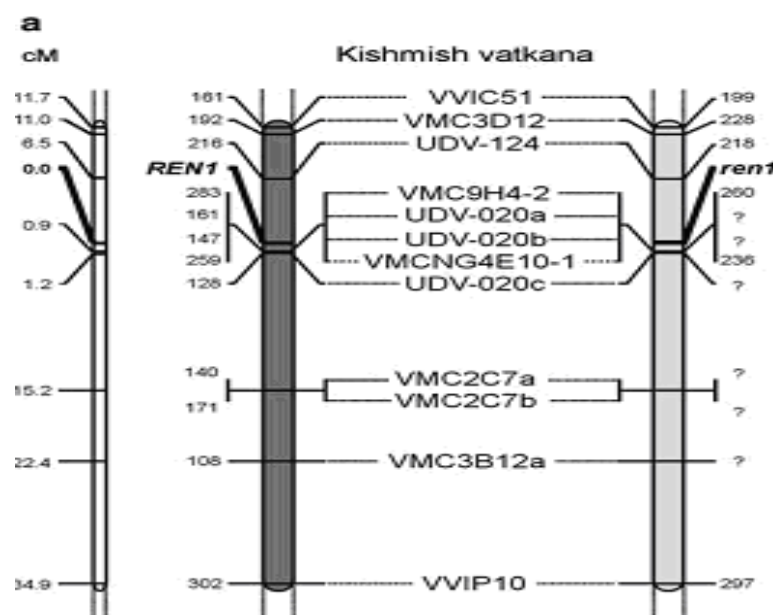 a
cM Kishmish vatkana
11.7 161 VVIC51 199
11.0 192 VMC3D12 228
6.5 216 UDV-124 218
0.0 REN1 ren1
283 VMC9H4-2 260
161 UDV-020a ?
0.9 147 UDV-020b ?
259 VMCNG4E10-1 236
1.2 128 UDV-020c ?
140 VMC2C7a ?
15.2
171 VMC2C7b ?
22.4 108 VMC3B12a ?
34.9 302 VVIP10 297